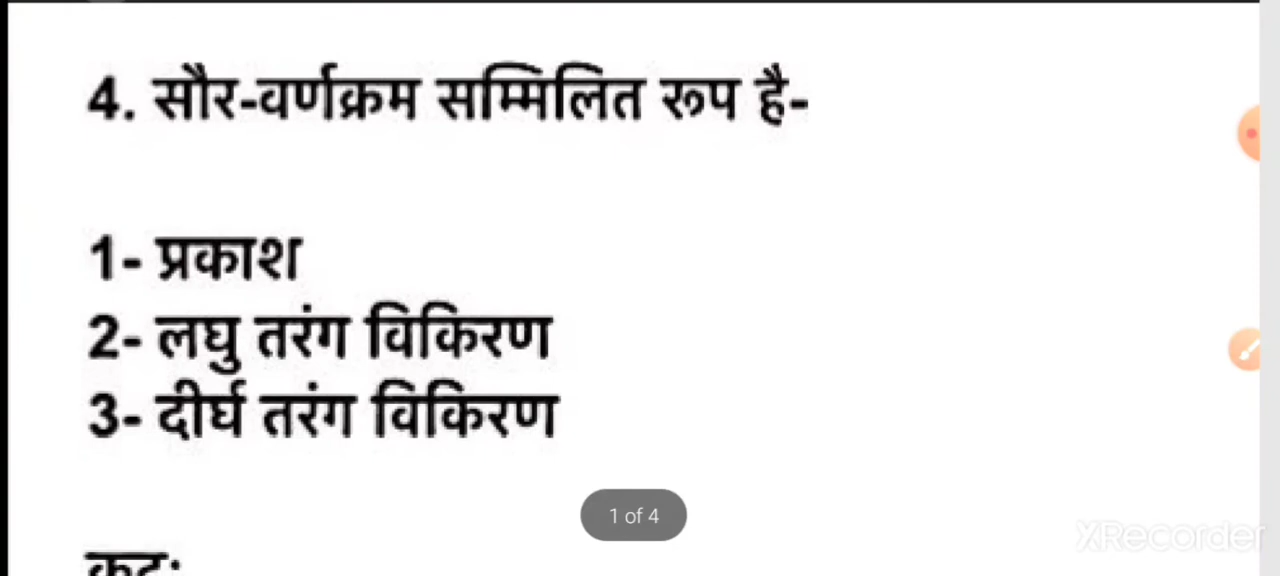 4. सौर-वर्णक्रम सम्मिलित रूप है-
1- प्रकाश
2- लघु तरंग विकिरण
3- दीर्घ तरंग विकिरण
1 of 4
XRecorder